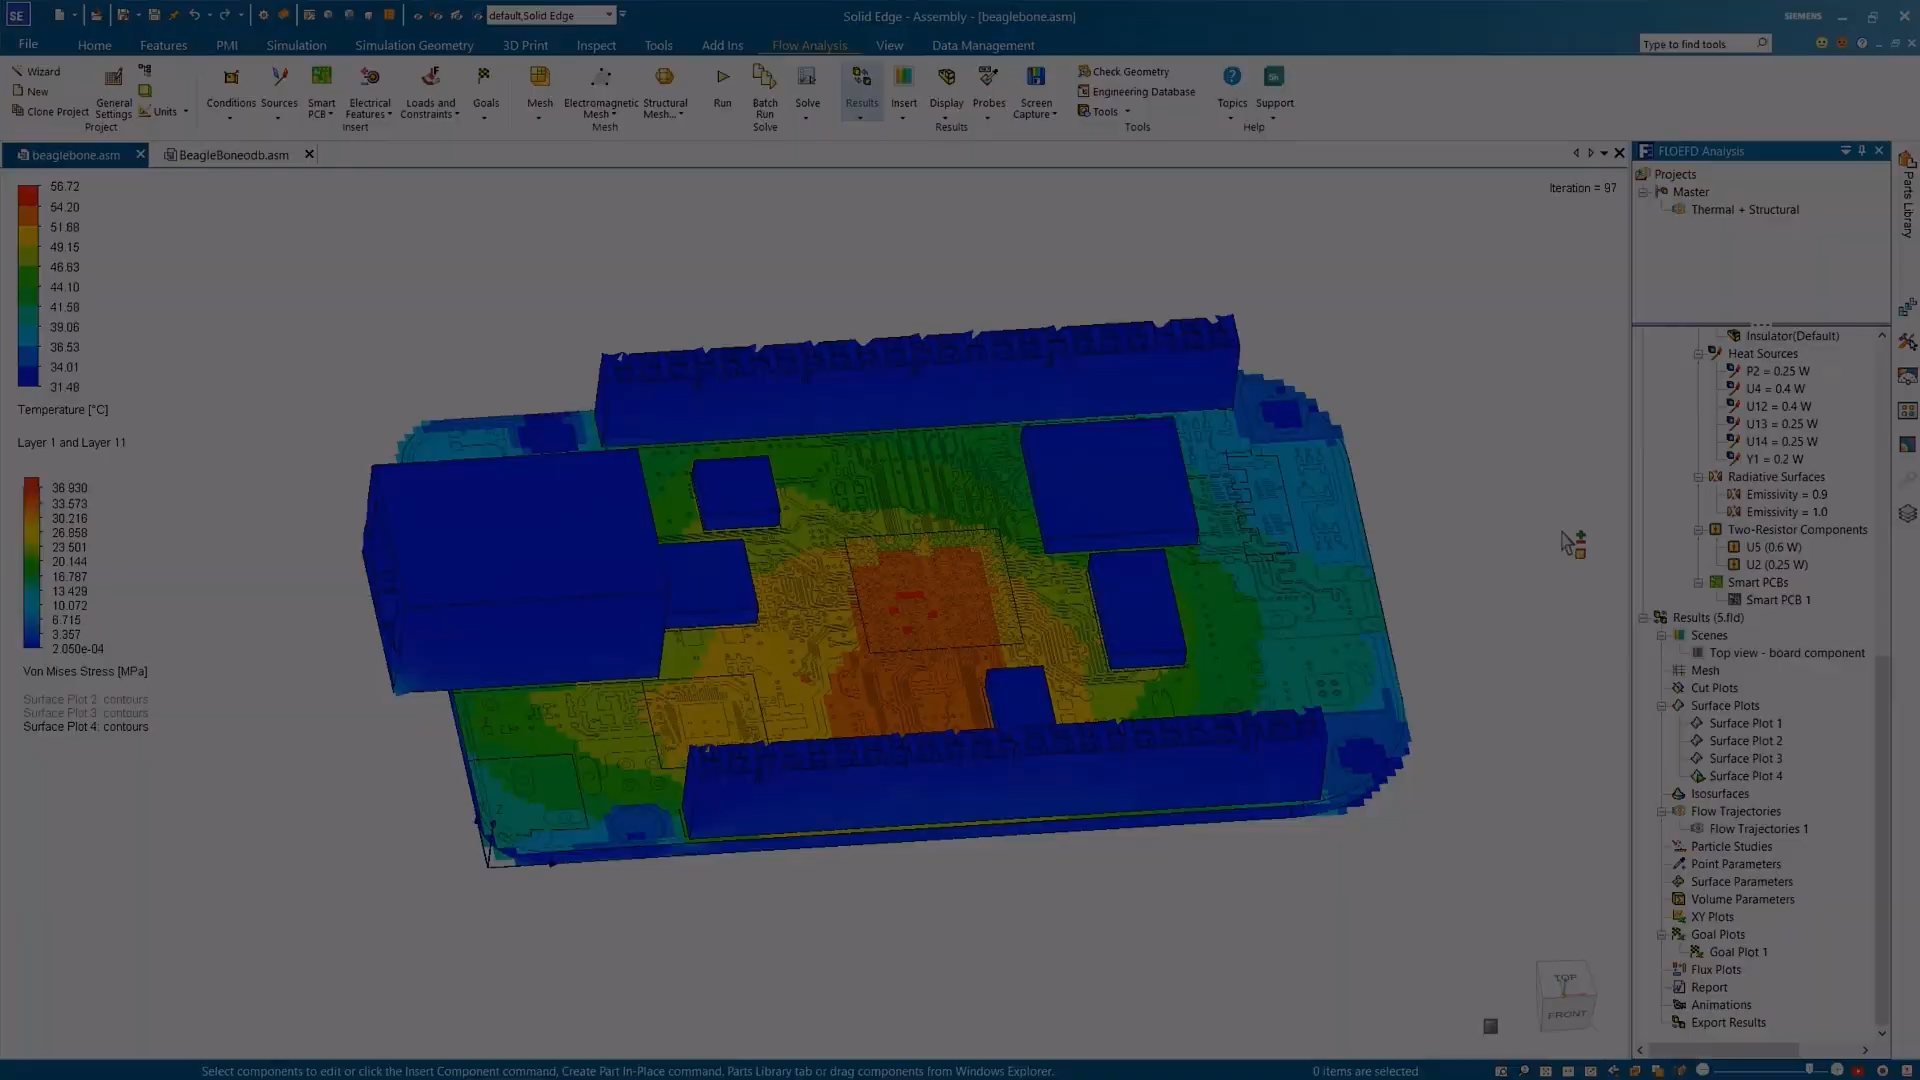 SE
default,Solid Edge
Solid Edge - Assembly - [beaglebone.asm]
SIEMENS
File Home Features PMI Simulation Simulation Geometry 3D Print Inspect Tools Add Ins Flow Analysis View Data Management
Type to find tools
Wizard
New
Clone Project
General Settings
Units
Project
Conditions
Sources
Smart PCB
Electrical Features
Loads and Constraints
Goals
Insert
Mesh
Electromagnetic Mesh
Structural Mesh...
Mesh
Run
Batch Run
Solve
Solve
Results
Insert
Display
Probes
Screen Capture
Results
Check Geometry
Engineering Database
Tools
Tools
Topics
Support
Help
beaglebone.asm
BeagleBoneodb.asm
56.72
54.20
51.68
49.15
46.63
44.10
41.58
39.06
36.53
34.01
31.48
Temperature [°C]
Layer 1 and Layer 11
36.930
33.573
30.216
26.858
23.501
20.144
16.787
13.429
10.072
6.715
3.357
2.050e-04
Von Mises Stress [MPa]
Surface Plot 2: contours
Surface Plot 3: contours
Surface Plot 4: contours
Iteration = 97
Z
TOP
FRONT
FLOEFD Analysis
Projects
Master
Thermal + Structural
Parts Library
Insulator(Default)
Heat Sources
P2 = 0.25 W
U4 = 0.4 W
U12 = 0.4 W
U13 = 0.25 W
U14 = 0.25 W
Y1 = 0.2 W
Radiative Surfaces
Emissivity = 0.9
Emissivity = 1.0
Two-Resistor Components
U5 (0.6 W)
U2 (0.25 W)
Smart PCBs
Smart PCB 1
Results (5.fld)
Scenes
Top view - board component
Mesh
Cut Plots
Surface Plots
Surface Plot 1
Surface Plot 2
Surface Plot 3
Surface Plot 4
Isosurfaces
Flow Trajectories
Flow Trajectories 1
Particle Studies
Point Parameters
Surface Parameters
Volume Parameters
XY Plots
Goal Plots
Goal Plot 1
Flux Plots
Report
Animations
Export Results
Select components to edit or click the Insert Component command, Create Part In-Place command. Parts Library tab or drag components from Windows Explorer.
0 items are selected